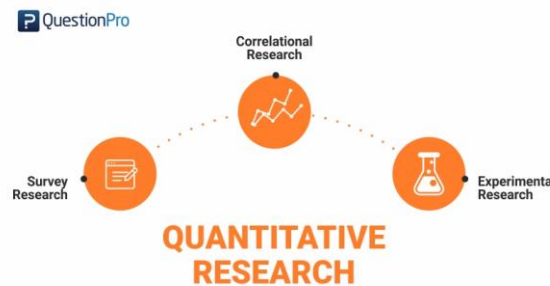 QuestionPro
Correlational
Research
Survey
Research
Experimenta
Research
QUANTITATIVE
RESEARCH